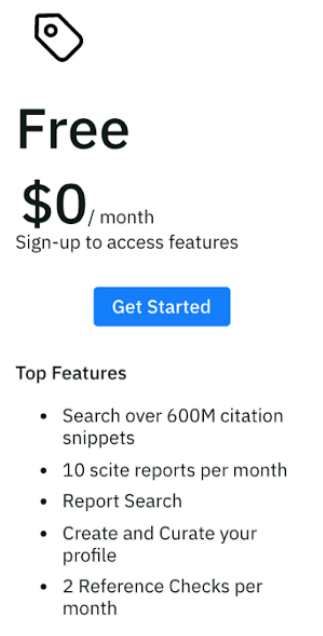 Free
$0/ month
Sign-up to access features
Get Started
Top Features
• Search over 600M citation
snippets
• 10 scite reports per month
• Report Search
• Create and Curate your
profile
• 2 Reference Checks per
month